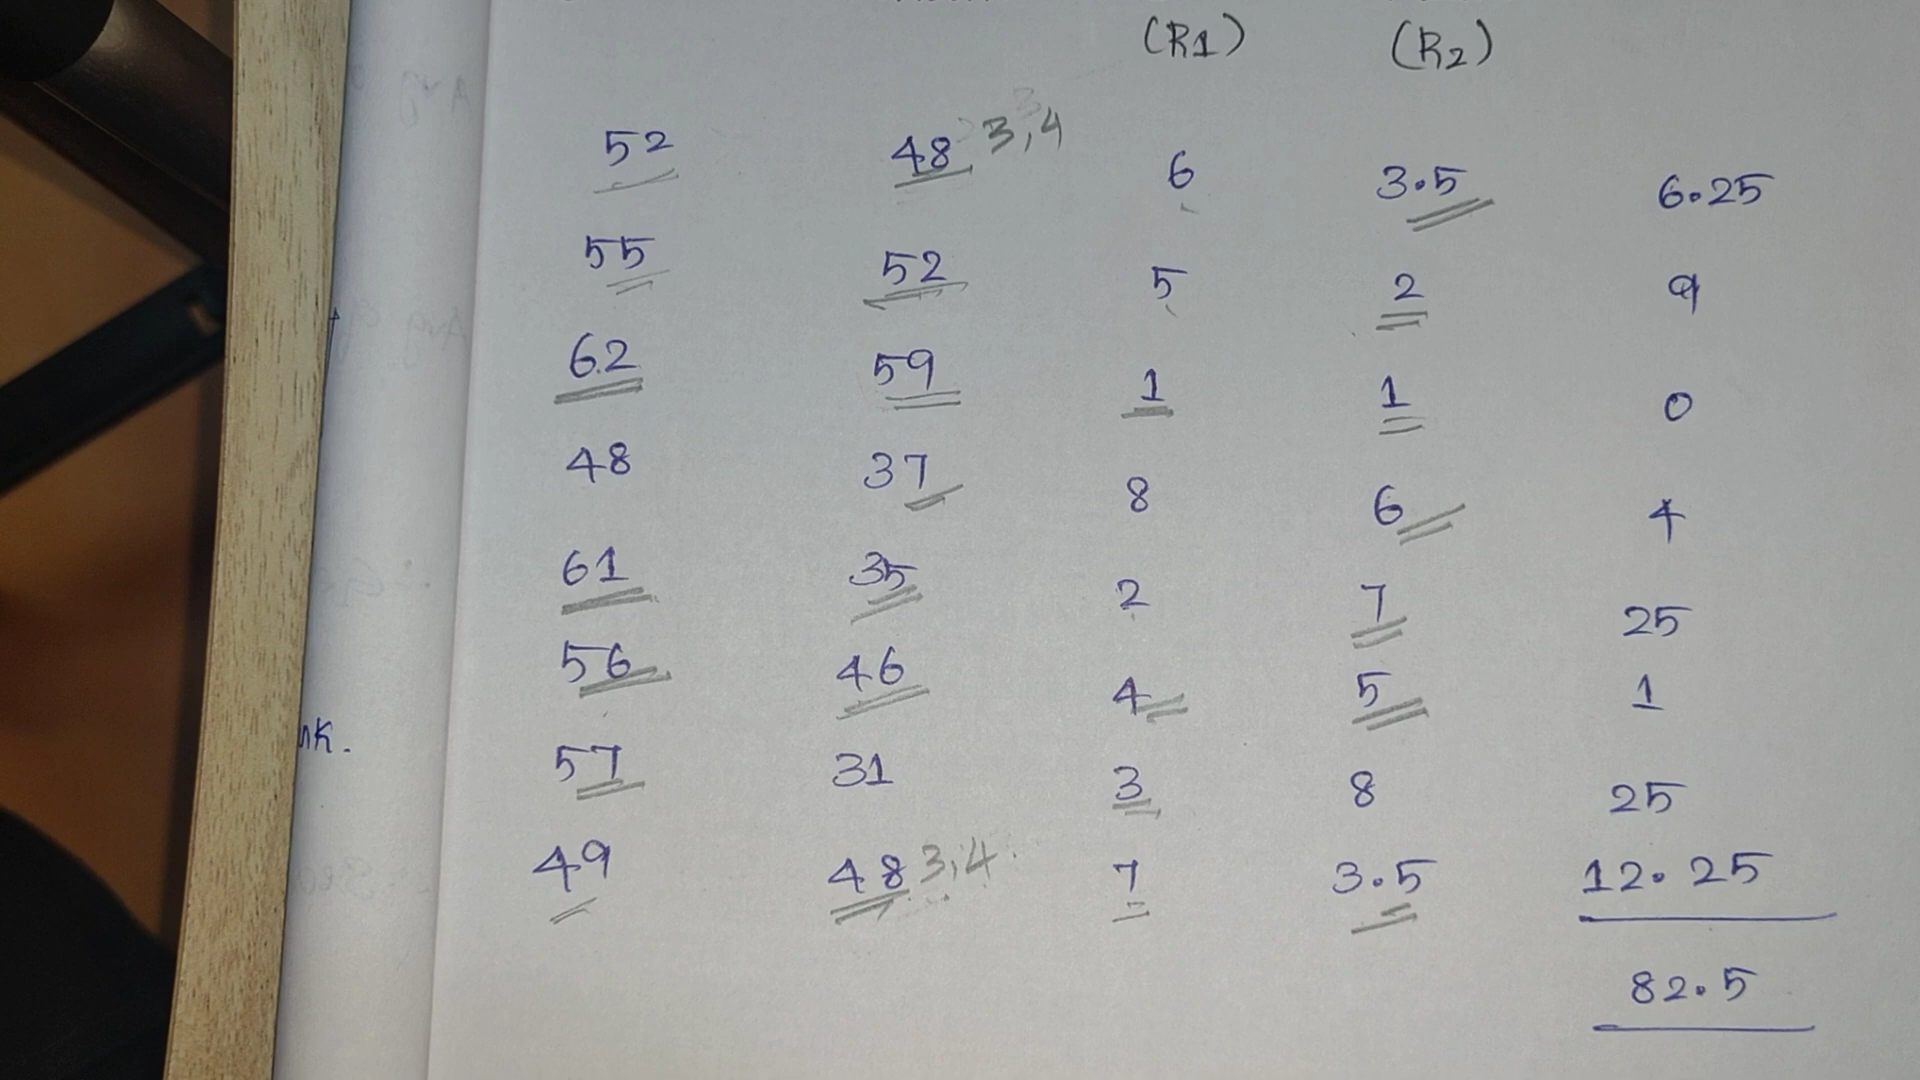 (R1) (R2)
52 48 3,4 6 3.5 6.25
55 52 5 2 9
62 59 1 1 0
48 37 8 6 4
61 35 2 7 25
56 46 4 5 1
57 31 3 8 25
49 48 3,4 7 3.5 12.25
82.5
nk.